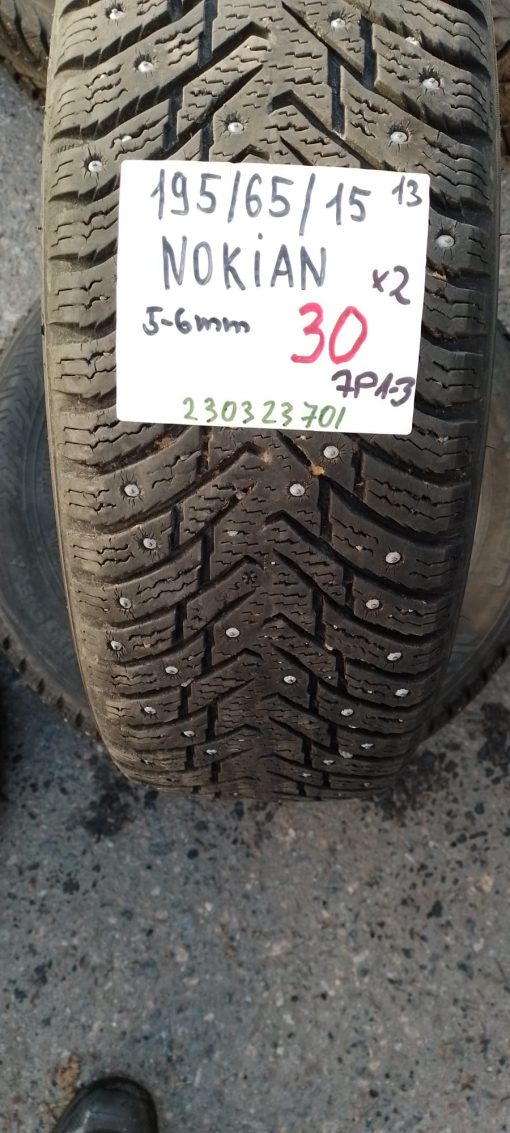 195/65/15 13
NOKiAN x2
5-6mm 30
7P1-3
230323701